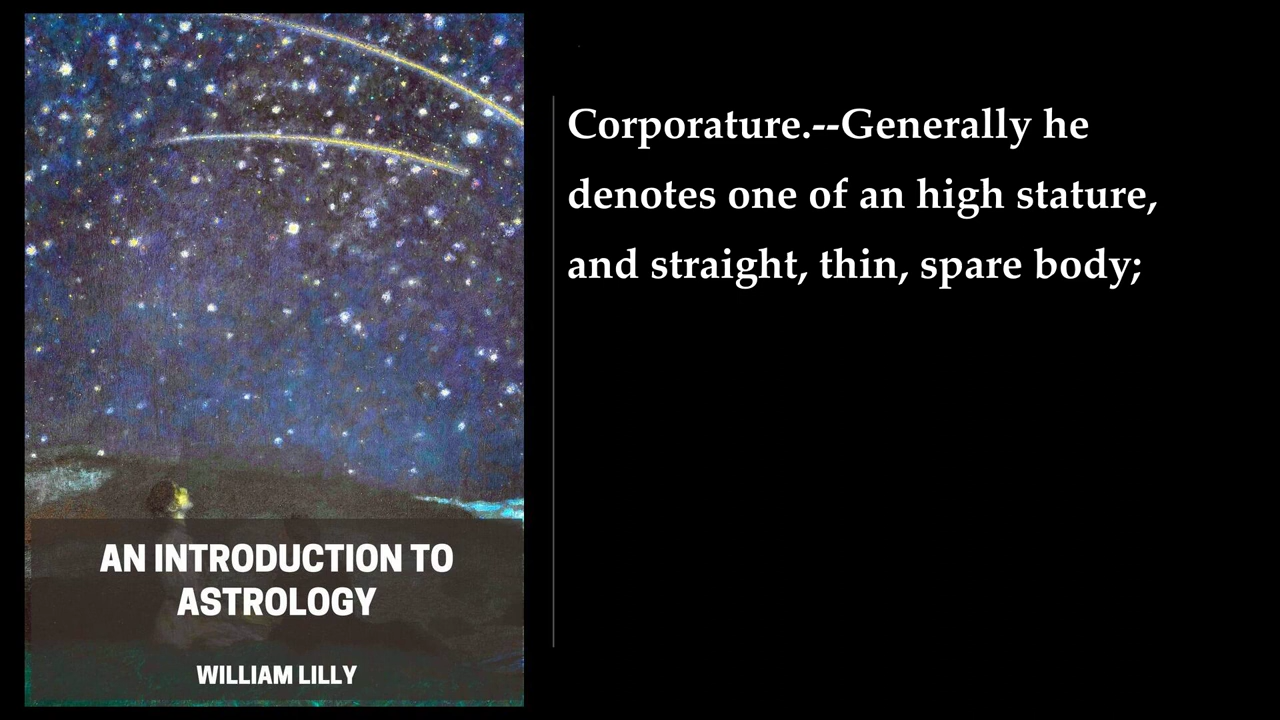 Corporature.--Generally he
denotes one of an high stature,
and straight, thin, spare body;
AN INTRODUCTION TO
ASTROLOGY
WILLIAM LILLY